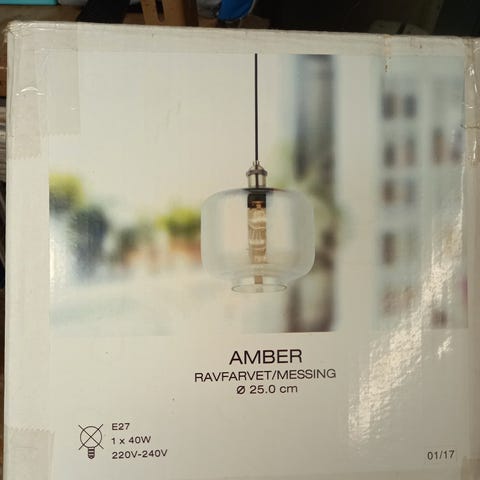 AMBER
RAVFARVET/MESSING
Ø 25.0 cm
E27
1 x 40W
220V-240V
01/17